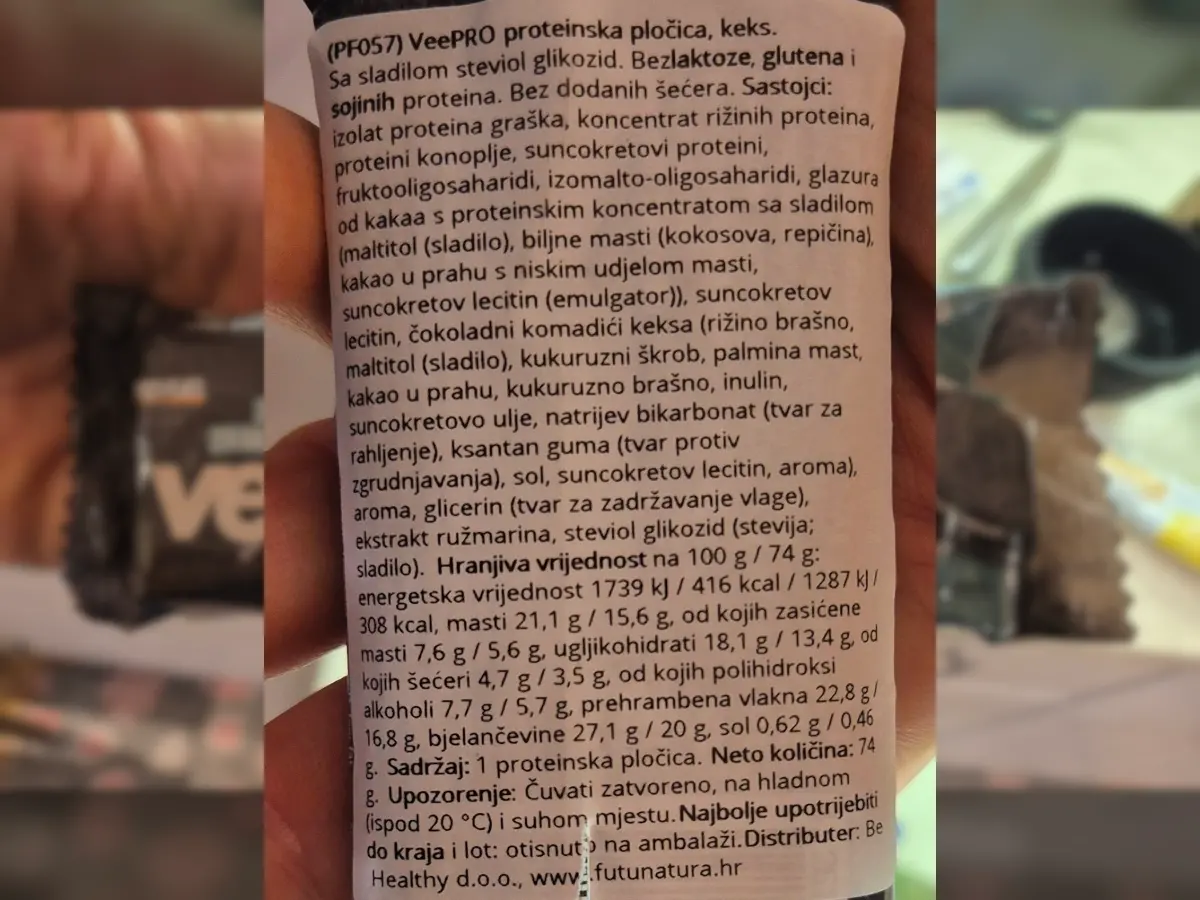 (PF057) VeePRO proteinska pločica, keks.
Sa sladilom steviol glikozid. Bezlaktoze, glutena i
sojinih proteina. Bez dodanih šećera. Sastojci:
izolat proteina graška, koncentrat rižinih proteina,
proteini konoplje, suncokretovi proteini,
fruktooligosaharidi, izomalto-oligosaharidi, glazura
od kakaa s proteinskim koncentratom sa sladilom
(maltitol (sladilo), biljne masti (kokosova, repičina),
kakao u prahu s niskim udjelom masti,
suncokretov lecitin (emulgator)), suncokretov
lecitin, čokoladni komadići keksa (rižino brašno,
maltitol (sladilo), kukuruzni škrob, palmina mast,
kakao u prahu, kukuruzno brašno, inulin,
suncokretovo ulje, natrijev bikarbonat (tvar za
rahljenje), ksantan guma (tvar protiv
zgrudnjavanja), sol, suncokretov lecitin, aroma),
aroma, glicerin (tvar za zadržavanje vlage),
ekstrakt ružmarina, steviol glikozid (stevija;
sladilo). Hranjiva vrijednost na 100 g / 74 g:
energetska vrijednost 1739 kJ / 416 kcal / 1287 kJ /
308 kcal, masti 21,1 g / 15,6 g, od kojih zasićene
masti 7,6 g / 5,6 g, ugljikohidrati 18,1 g / 13,4 g, od
kojih šećeri 4,7 g / 3,5 g, od kojih polihidroksi
alkoholi 7,7 g / 5,7 g, prehrambena vlakna 22,8 g /
16,8 g, bjelančevine 27,1 g / 20 g, sol 0,62 g / 0,46
g. Sadržaj: 1 proteinska pločica. Neto količina: 74
g. Upozorenje: Čuvati zatvoreno, na hladnom
(ispod 20 °C) i suhom mjestu. Najbolje upotrijebiti
do kraja i lot: otisnuto na ambalaži. Distributer: Be
Healthy d.o.o., www.futunatura.hr
ve